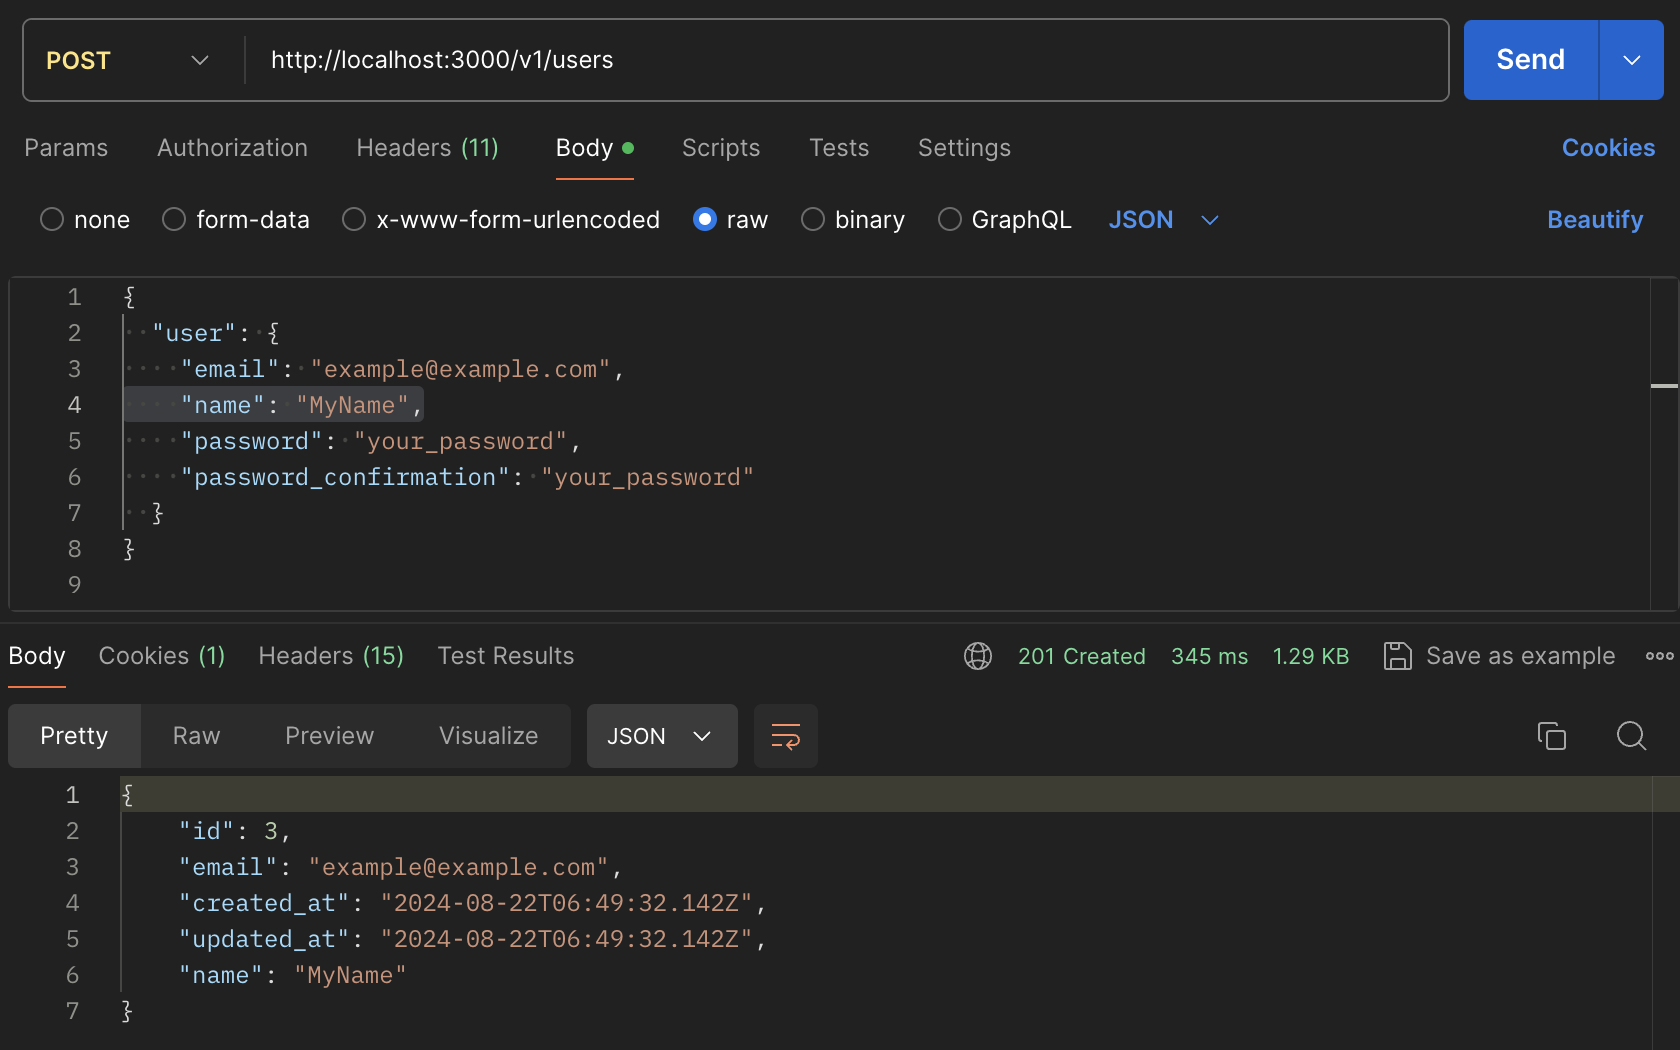 POST http://localhost:3000/v1/users Send
Params Authorization Headers (11) Body Scripts Tests Settings Cookies
none form-data x-www-form-urlencoded raw binary GraphQL JSON Beautify
1 {
2 "user": {
3 "email": "example@example.com",
4 "name": "MyName",
5 "password": "your_password",
6 "password_confirmation": "your_password"
7 }
8 }
9
Body Cookies (1) Headers (15) Test Results 201 Created 345 ms 1.29 KB Save as example
Pretty Raw Preview Visualize JSON
1 {
2 "id": 3,
3 "email": "example@example.com",
4 "created_at": "2024-08-22T06:49:32.142Z",
5 "updated_at": "2024-08-22T06:49:32.142Z",
6 "name": "MyName"
7 }